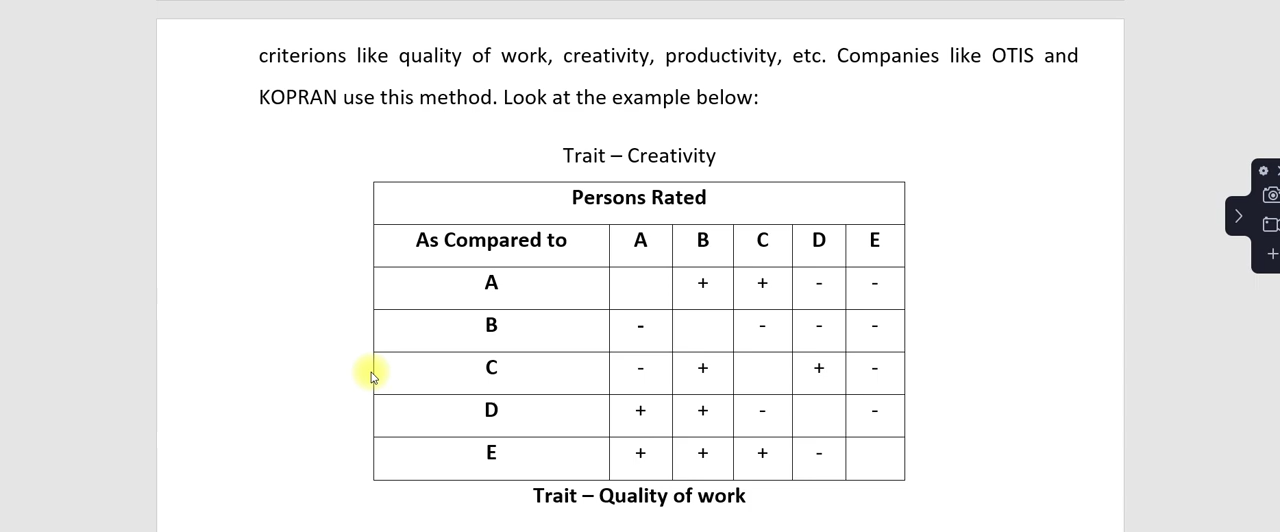 criterions like quality of work, creativity, productivity, etc. Companies like OTIS and
KOPRAN use this method. Look at the example below:
Trait – Creativity
Persons Rated
As Compared to A B C D E
A + + - -
B - - - -
C - + + -
D + + - -
E + + + -
Trait – Quality of work